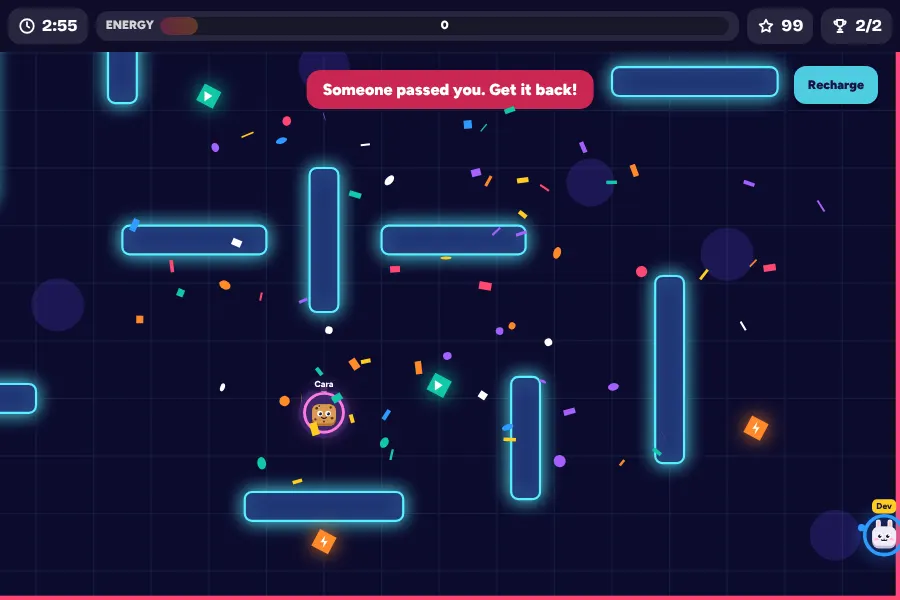 2:55
ENERGY
0
99
2/2
Someone passed you. Get it back!
Recharge
Cara
Dev